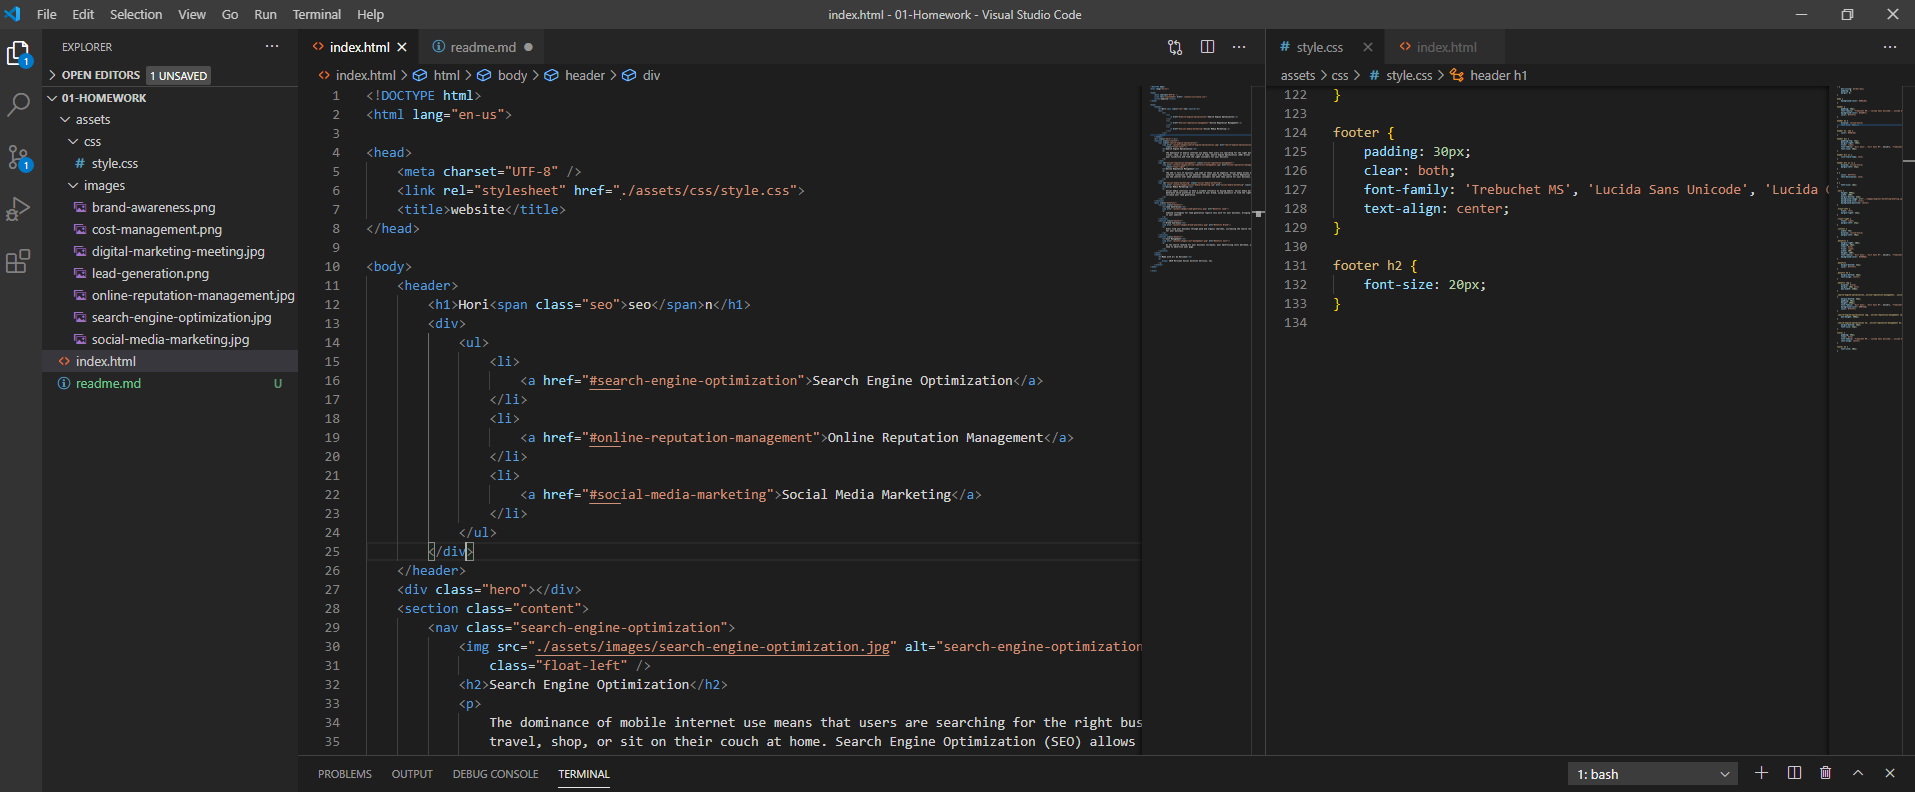 File Edit Selection View Go Run Terminal Help
index.html - 01-Homework - Visual Studio Code
EXPLORER
OPEN EDITORS 1 UNSAVED
01-HOMEWORK
assets
css
# style.css
images
brand-awareness.png
cost-management.png
digital-marketing-meeting.jpg
lead-generation.png
online-reputation-management.jpg
search-engine-optimization.jpg
social-media-marketing.jpg
index.html
readme.md U
1
1
index.html readme.md
index.html > html > body > header > div
1 <!DOCTYPE html>
2 <html lang="en-us">
3
4 <head>
5 <meta charset="UTF-8" />
6 <link rel="stylesheet" href="./assets/css/style.css">
7 <title>website</title>
8 </head>
9
10 <body>
11 <header>
12 <h1>Hori<span class="seo">seo</span>n</h1>
13 <div>
14 <ul>
15 <li>
16 <a href="#search-engine-optimization">Search Engine Optimization</a>
17 </li>
18 <li>
19 <a href="#online-reputation-management">Online Reputation Management</a>
20 </li>
21 <li>
22 <a href="#social-media-marketing">Social Media Marketing</a>
23 </li>
24 </ul>
25 </div>
26 </header>
27 <div class="hero"></div>
28 <section class="content">
29 <nav class="search-engine-optimization">
30 <img src="./assets/images/search-engine-optimization.jpg" alt="search-engine-optimization
31 class="float-left" />
32 <h2>Search Engine Optimization</h2>
33 <p>
34 The dominance of mobile internet use means that users are searching for the right bus
35 travel, shop, or sit on their couch at home. Search Engine Optimization (SEO) allows
# style.css index.html
assets > css > # style.css > header h1
122 }
123
124 footer {
125 padding: 30px;
126 clear: both;
127 font-family: 'Trebuchet MS', 'Lucida Sans Unicode', 'Lucida G
128 text-align: center;
129 }
130
131 footer h2 {
132 font-size: 20px;
133 }
134
PROBLEMS OUTPUT DEBUG CONSOLE TERMINAL
1: bash